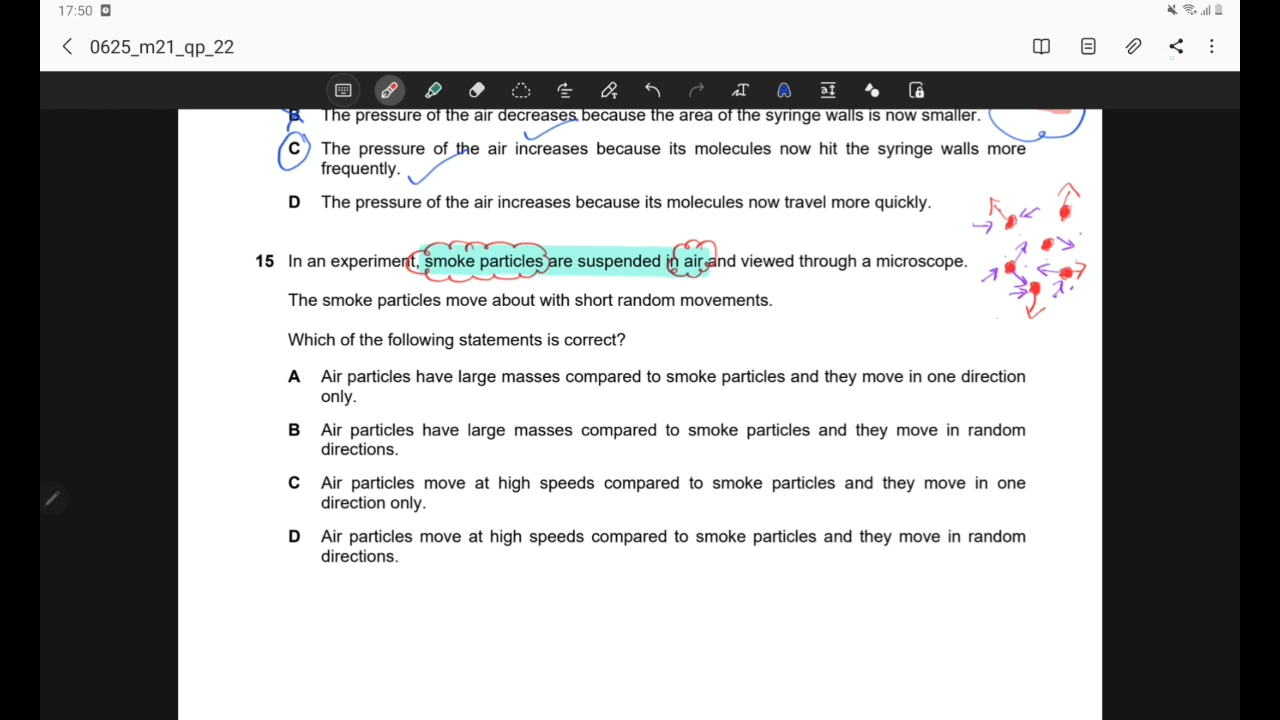 17:50
0625_m21_qp_22
B The pressure of the air decreases because the area of the syringe walls is now smaller.
C The pressure of the air increases because its molecules now hit the syringe walls more
frequently.
D The pressure of the air increases because its molecules now travel more quickly.
15 In an experiment, smoke particles are suspended in air and viewed through a microscope.
The smoke particles move about with short random movements.
Which of the following statements is correct?
A Air particles have large masses compared to smoke particles and they move in one direction
only.
B Air particles have large masses compared to smoke particles and they move in random
directions.
C Air particles move at high speeds compared to smoke particles and they move in one
direction only.
D Air particles move at high speeds compared to smoke particles and they move in random
directions.